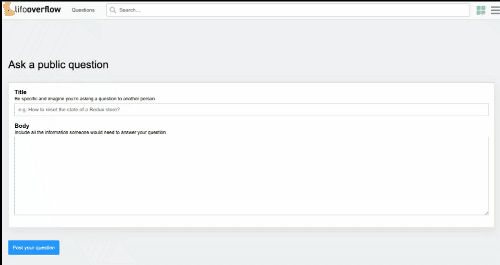 lifooverflow
Questions
Search...
Ask a public question
Title
Be specific and imagine you're asking a question to another person
e.g. How to reset the state of a Redux store?
Body
Include all the information someone would need to answer your question
Post your question